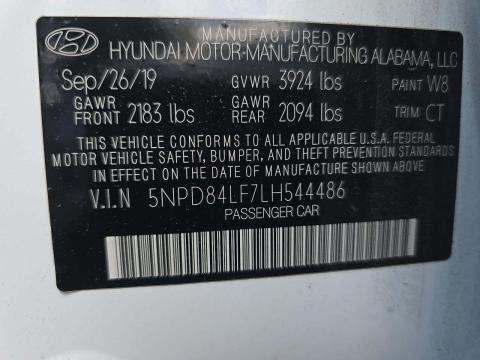 MANUFACTURED BY
HYUNDAI MOTOR MANUFACTURING ALABAMA, LLC
Sep/26/19 GVWR 3924 lbs PAINT W8
GAWR FRONT 2183 lbs GAWR REAR 2094 lbs TRIM CT
THIS VEHICLE CONFORMS TO ALL APPLICABLE U.S.A. FEDERAL
MOTOR VEHICLE SAFETY, BUMPER, AND THEFT PREVENTION STANDARDS
IN EFFECT ON THE DATE OF MANUFACTURE SHOWN ABOVE.
V.I.N 5NPD84LF7LH544486
PASSENGER CAR